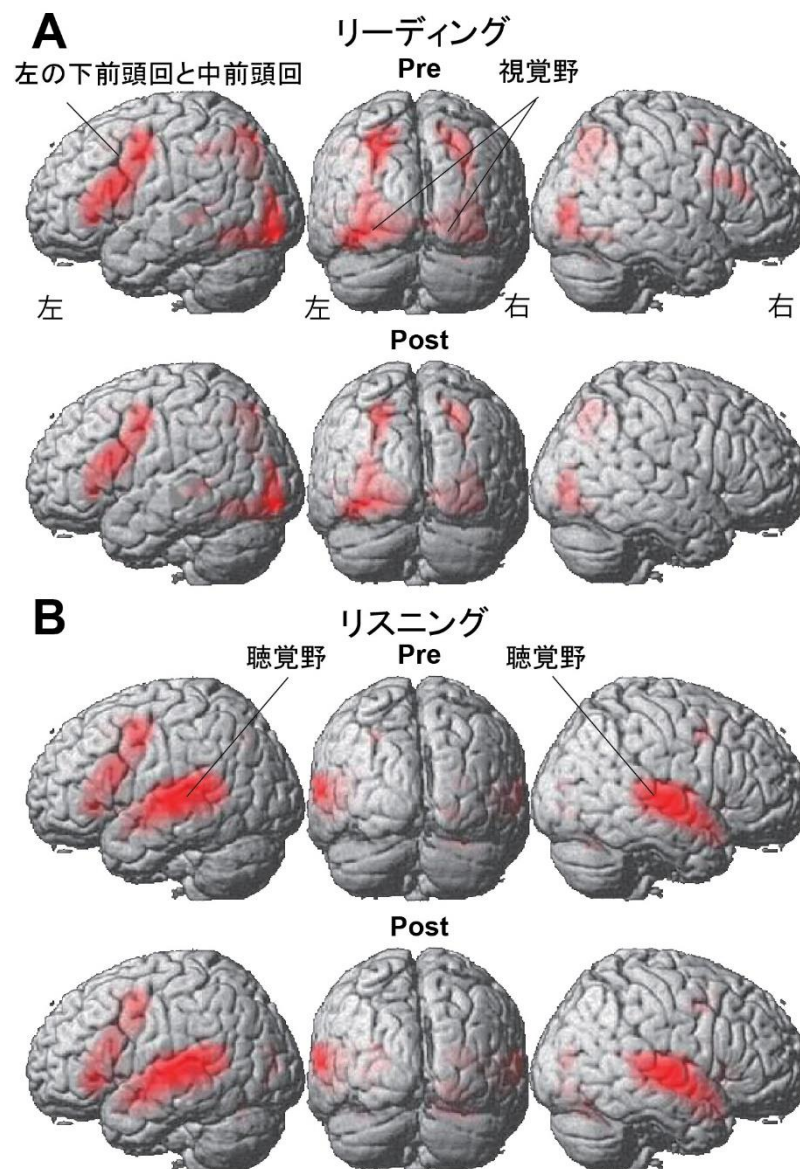 A
リーディング
Pre
左の下前頭回と中前頭回
視覚野
左
左
右
右
Post
B
リスニング
Pre
聴覚野
聴覚野
Post